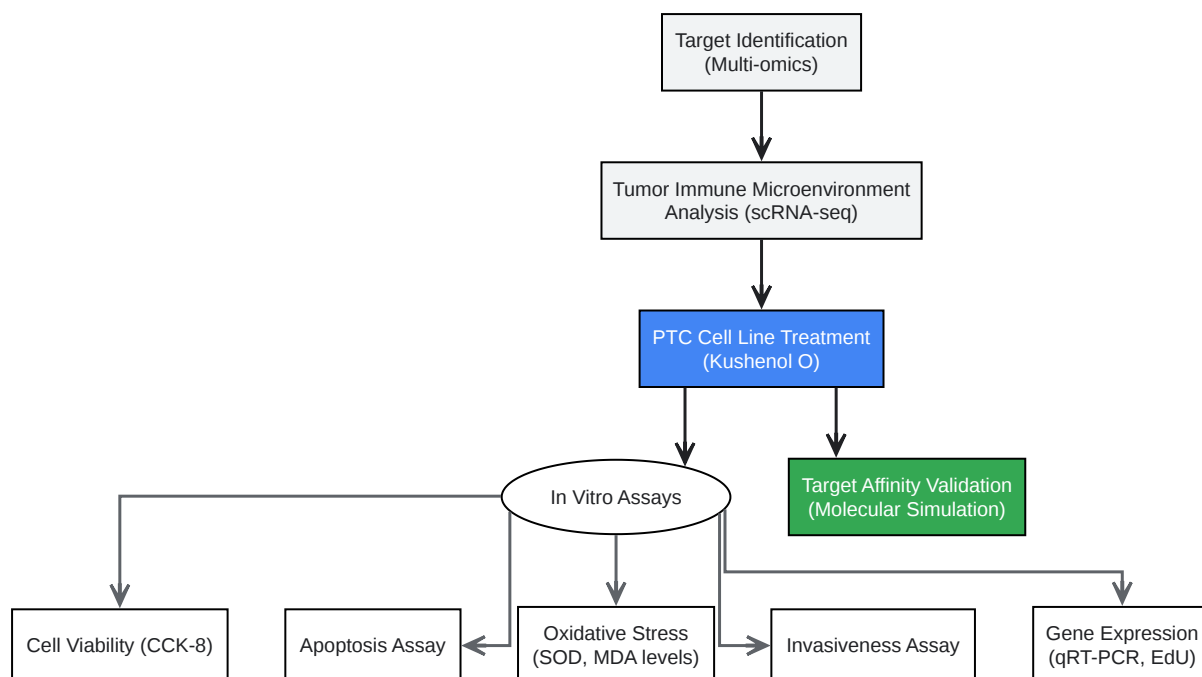 Target Identification
(Multi-omics)
Tumor Immune Microenvironment
Analysis (scRNA-seq)
PTC Cell Line Treatment
(Kushenol O)
In Vitro Assays
Target Affinity Validation
(Molecular Simulation)
Cell Viability (CCK-8)
Apoptosis Assay
Oxidative Stress
(SOD, MDA levels)
Invasiveness Assay
Gene Expression
(qRT-PCR, EdU)